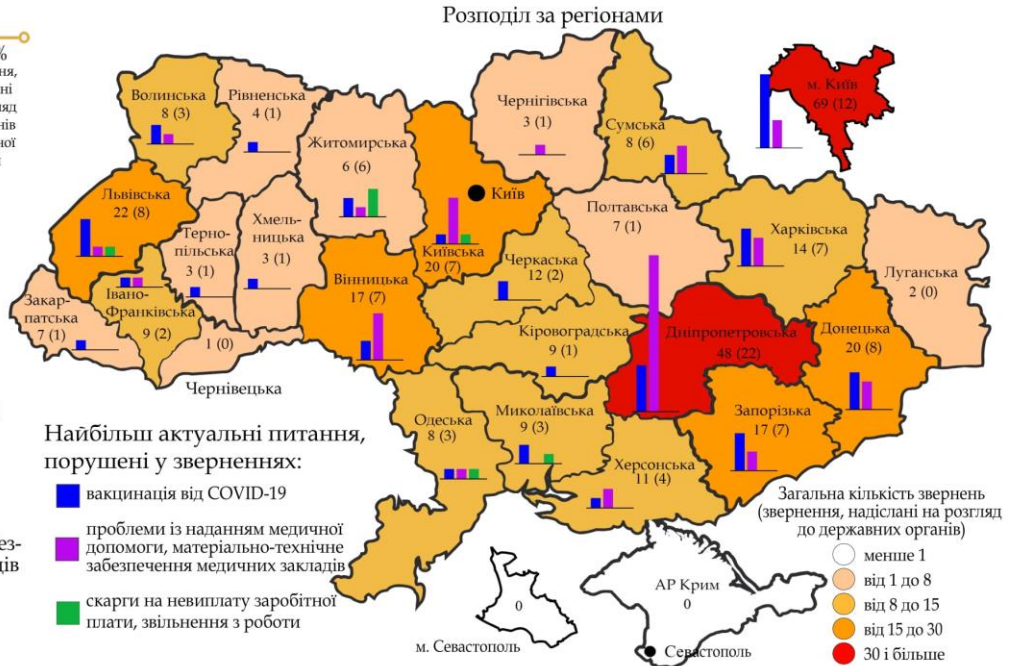 Розподіл за регіонами
%
ня,
ні
ляд
нів
ної
Волинська
8 (3)
Рівненська
4 (1)
Житомирська
6 (6)
Чернігівська
3 (1)
Сумська
8 (6)
м. Київ
69 (12)
Київ
Львівська
22 (8)
Терно-
пільська
3 (1)
Хмель-
ницька
3 (1)
Київська
20 (7)
Полтавська
7 (1)
Харківська
14 (7)
Луганська
2 (0)
Вінницька
17 (7)
Черкаська
12 (2)
Закар-
патська
7 (1)
Івано-
Франківська
9 (2)
1 (0)
Чернівецька
Кіровоградська
9 (1)
Дніпропетровська
48 (22)
Донецька
20 (8)
Одеська
8 (3)
Миколаївська
9 (3)
Запорізька
17 (7)
Херсонська
11 (4)
Найбільш актуальні питання,
порушені у зверненнях:
вакцинація від COVID-19
проблеми із наданням медичної
допомоги, матеріально-технічне
забезпечення медичних закладів
скарги на невиплату заробітної
плати, звільнення з роботи
ез-
дів
0
м. Севастополь
АР Крим
0
Севастополь
Загальна кількість звернень
(звернення, надіслані на розгляд
до державних органів)
менше 1
від 1 до 8
від 8 до 15
від 15 до 30
30 і більше